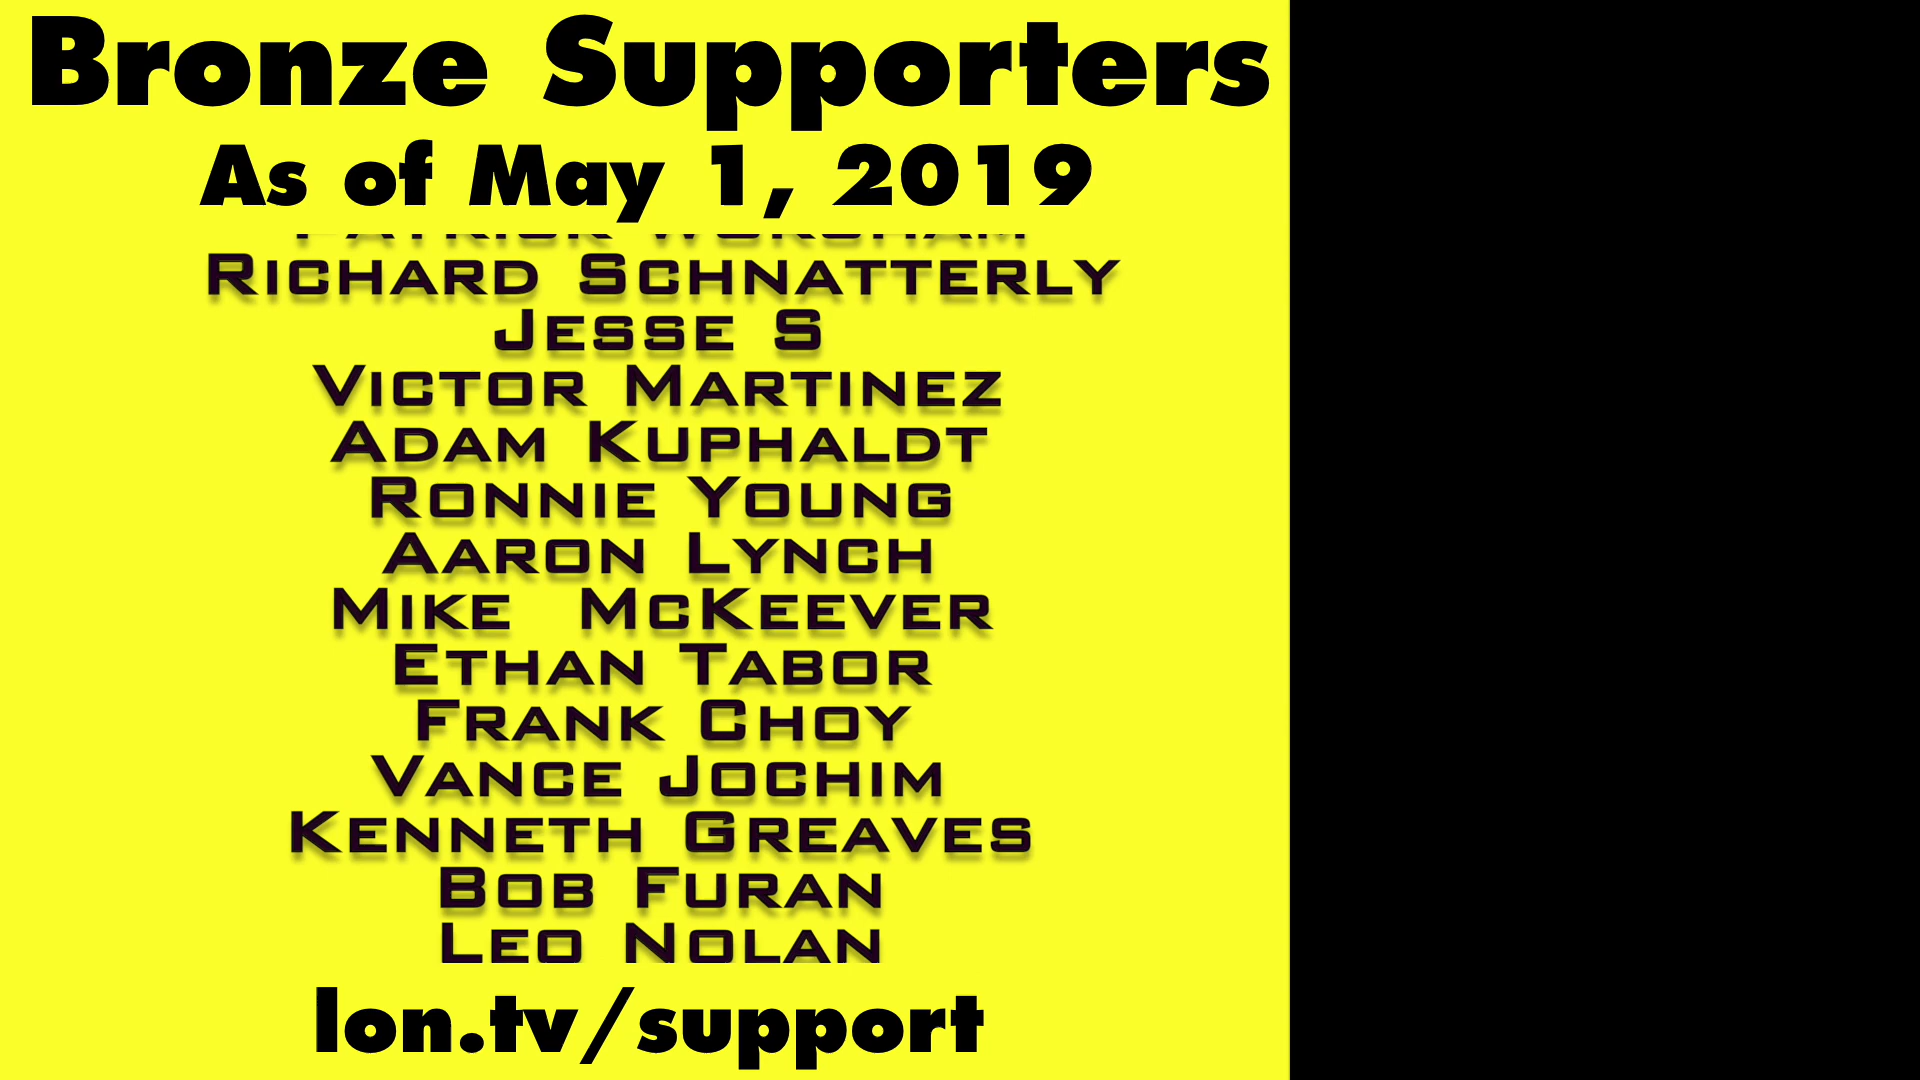 Bronze Supporters
As of May 1, 2019
Richard Schnatterly
Jesse S
Victor Martinez
Adam Kuphaldt
Ronnie Young
Aaron Lynch
Mike McKeever
Ethan Tabor
Frank Choy
Vance Jochim
Kenneth Greaves
Bob Furan
Leo Nolan
lon.tv/support